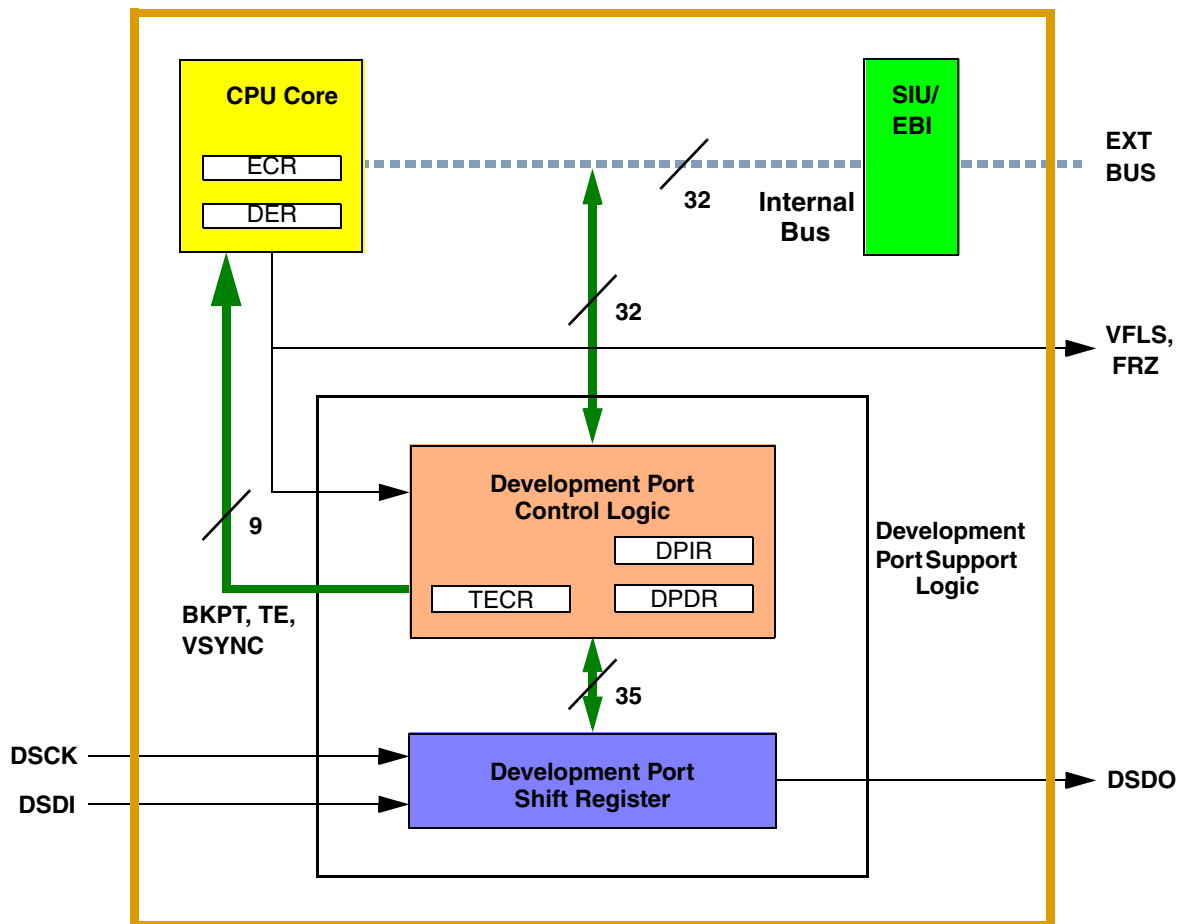 CPU Core
ECR
DER
SIU/
EBI
EXT
BUS
32
Internal
Bus
32
VFLS,
FRZ
9
BKPT, TE,
VSYNC
Development Port
Control Logic
DPIR
TECR
DPDR
Development
Port Support
Logic
35
DSCK
DSDI
Development Port
Shift Register
DSDO